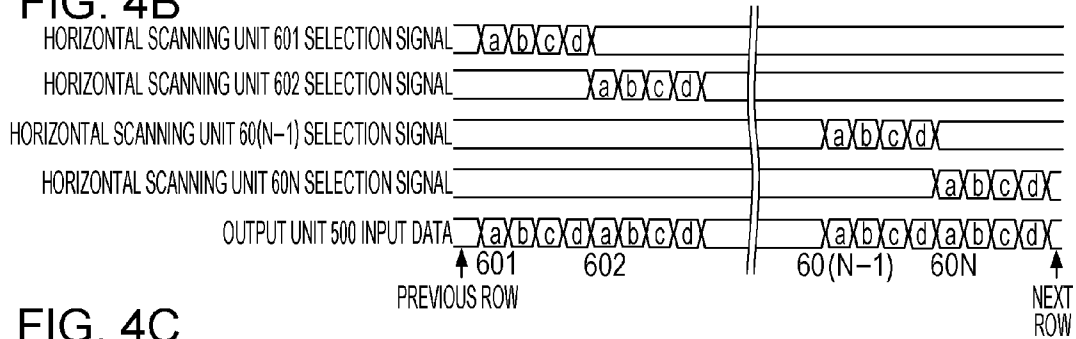 FIG. 4B
HORIZONTAL SCANNING UNIT 601 SELECTION SIGNAL a b c d
HORIZONTAL SCANNING UNIT 602 SELECTION SIGNAL a b c d
HORIZONTAL SCANNING UNIT 60(N-1) SELECTION SIGNAL a b c d
HORIZONTAL SCANNING UNIT 60N SELECTION SIGNAL a b c d
OUTPUT UNIT 500 INPUT DATA a b c d a b c d a b c d a b c d
601 602 60(N-1) 60N
PREVIOUS ROW
NEXT
ROW
FIG. 4C